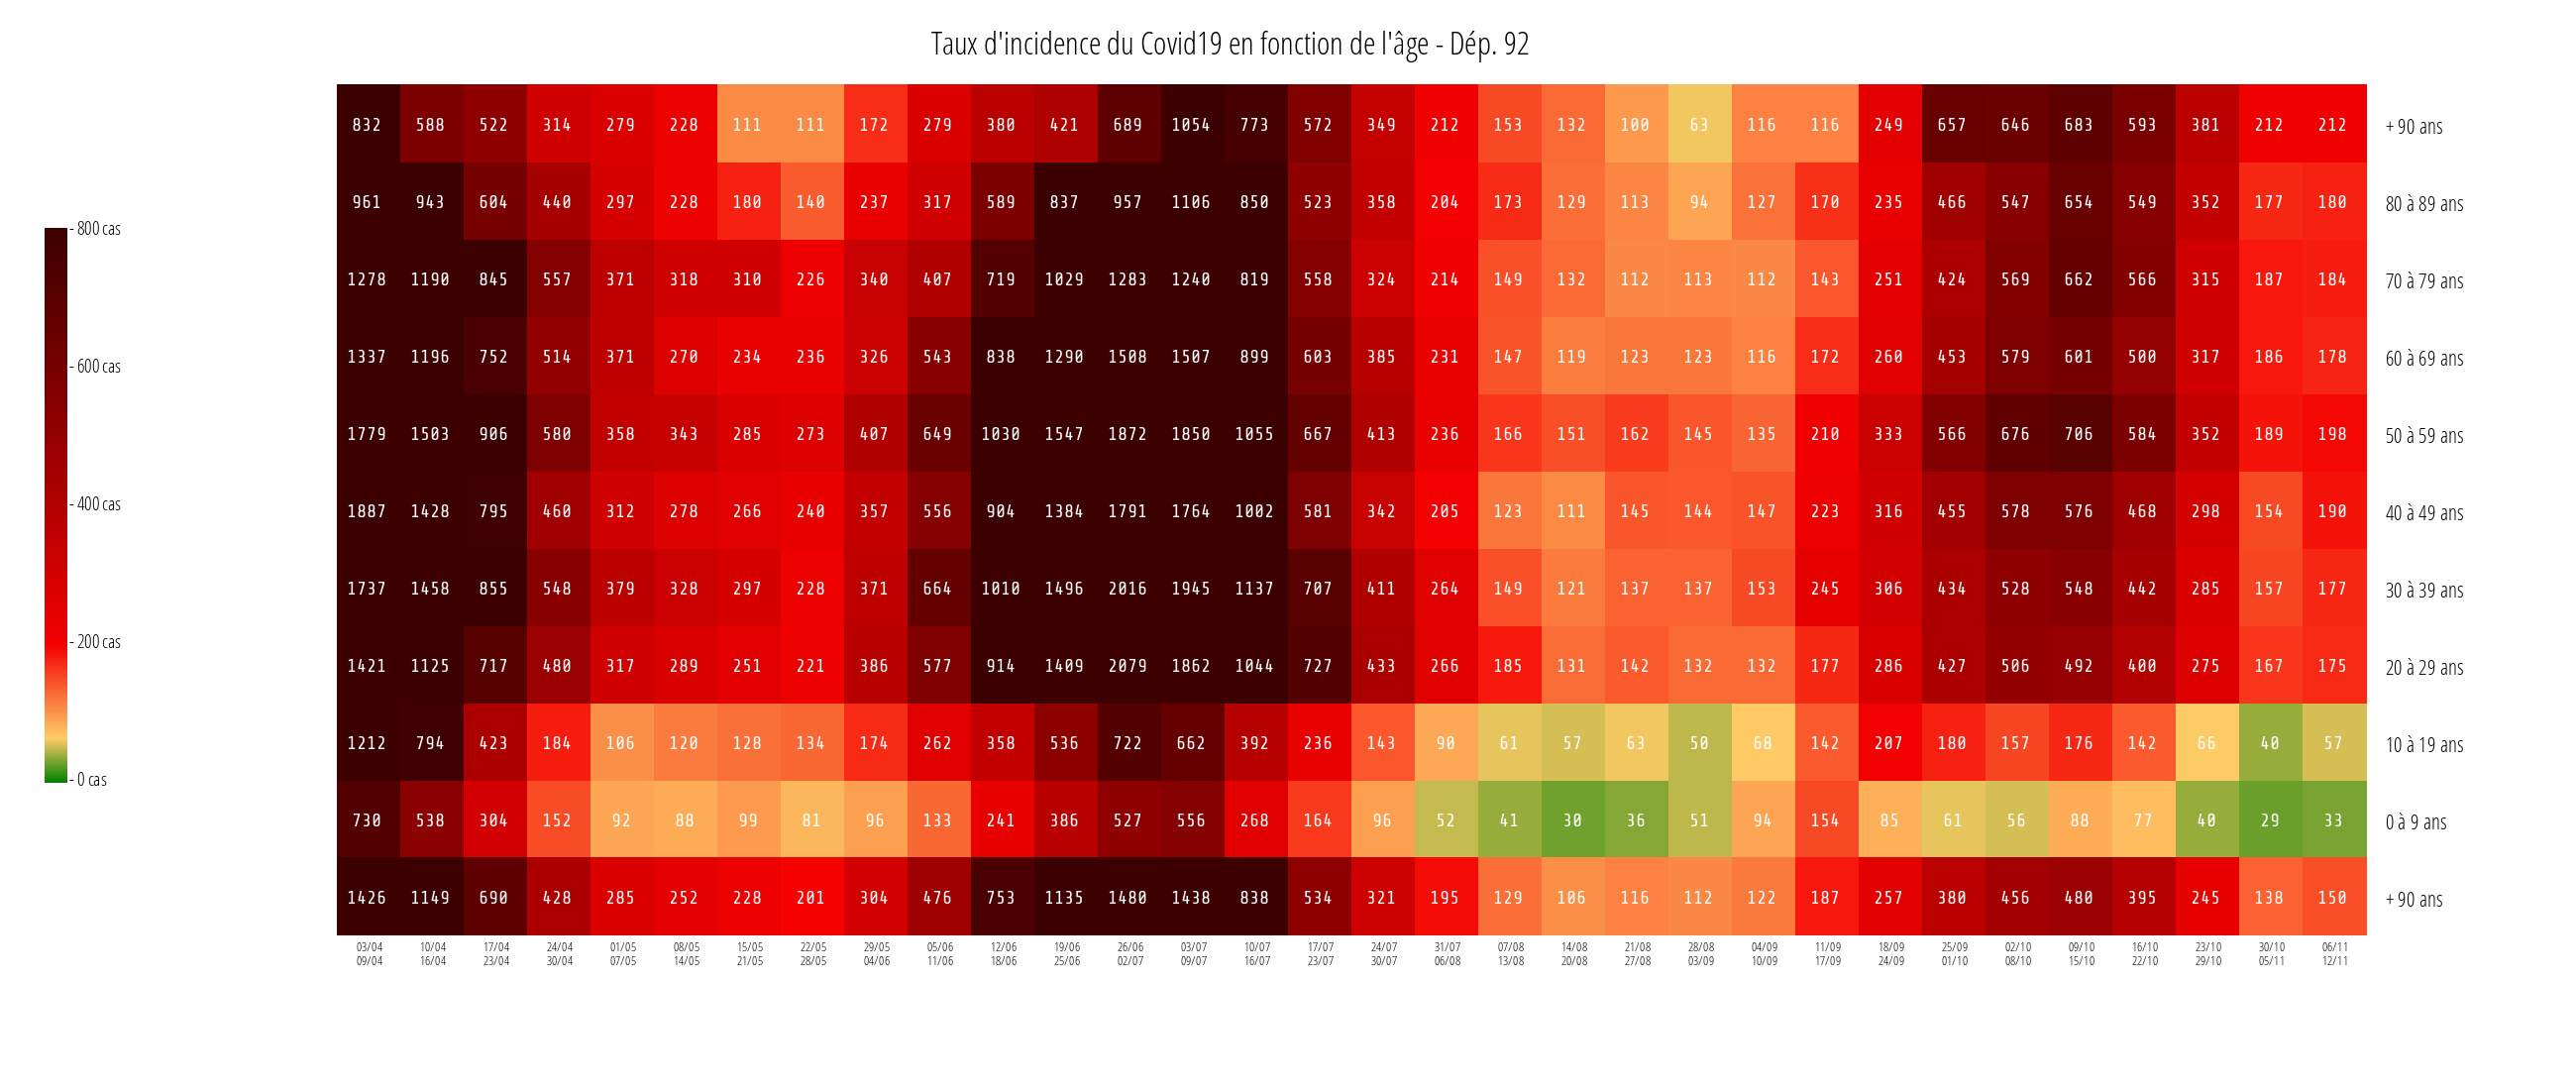 Taux d'incidence du Covid19 en fonction de l'âge - Dép. 92
832 588 522 314 279 228 111 111 172 279 380 421 689 1054 773 572 349 212 153 132 100 63 116 116 249 657 646 683 593 381 212 212 + 90 ans
961 943 604 440 297 228 180 140 237 317 589 837 957 1106 850 523 358 204 173 129 113 94 127 170 235 466 547 654 549 352 177 180 80 à 89 ans
1278 1190 845 557 371 318 310 226 340 407 719 1029 1283 1240 819 558 324 214 149 132 112 113 112 143 251 424 569 662 566 315 187 184 70 à 79 ans
1337 1196 752 514 371 270 234 236 326 543 838 1290 1508 1507 899 603 385 231 147 119 123 123 116 172 260 453 579 601 500 317 186 178 60 à 69 ans
1779 1503 906 580 358 343 285 273 407 649 1030 1547 1872 1850 1055 667 413 236 166 151 162 145 135 210 333 566 676 706 584 352 189 198 50 à 59 ans
1887 1428 795 460 312 278 266 240 357 556 904 1384 1791 1764 1002 581 342 205 123 111 145 144 147 223 316 455 578 576 468 298 154 190 40 à 49 ans
1737 1458 855 548 379 328 297 228 371 664 1010 1496 2016 1945 1137 707 411 264 149 121 137 137 153 245 306 434 528 548 442 285 157 177 30 à 39 ans
1421 1125 717 480 317 289 251 221 386 577 914 1409 2079 1862 1044 727 433 266 185 131 142 132 132 177 286 427 506 492 400 275 167 175 20 à 29 ans
1212 794 423 184 106 120 128 134 174 262 358 536 722 662 392 236 143 90 61 57 63 50 68 142 207 180 157 176 142 66 40 57 10 à 19 ans
730 538 304 152 92 88 99 81 96 133 241 386 527 556 268 164 96 52 41 30 36 51 94 154 85 61 56 88 77 40 29 33 0 à 9 ans
1426 1149 690 428 285 252 228 201 304 476 753 1135 1480 1438 838 534 321 195 129 106 116 112 122 187 257 380 456 480 395 245 138 150 + 90 ans
03/04 10/04 17/04 24/04 01/05 08/05 15/05 22/05 29/05 05/06 12/06 19/06 26/06 03/07 10/07 17/07 24/07 31/07 07/08 14/08 21/08 28/08 04/09 11/09 18/09 25/09 02/10 09/10 16/10 23/10 30/10 06/11
09/04 16/04 23/04 30/04 07/05 14/05 21/05 28/05 04/06 11/06 18/06 25/06 02/07 09/07 16/07 23/07 30/07 06/08 13/08 20/08 27/08 03/09 10/09 17/09 24/09 01/10 08/10 15/10 22/10 29/10 05/11 12/11
- 800 cas
- 600 cas
- 400 cas
- 200 cas
- 0 cas